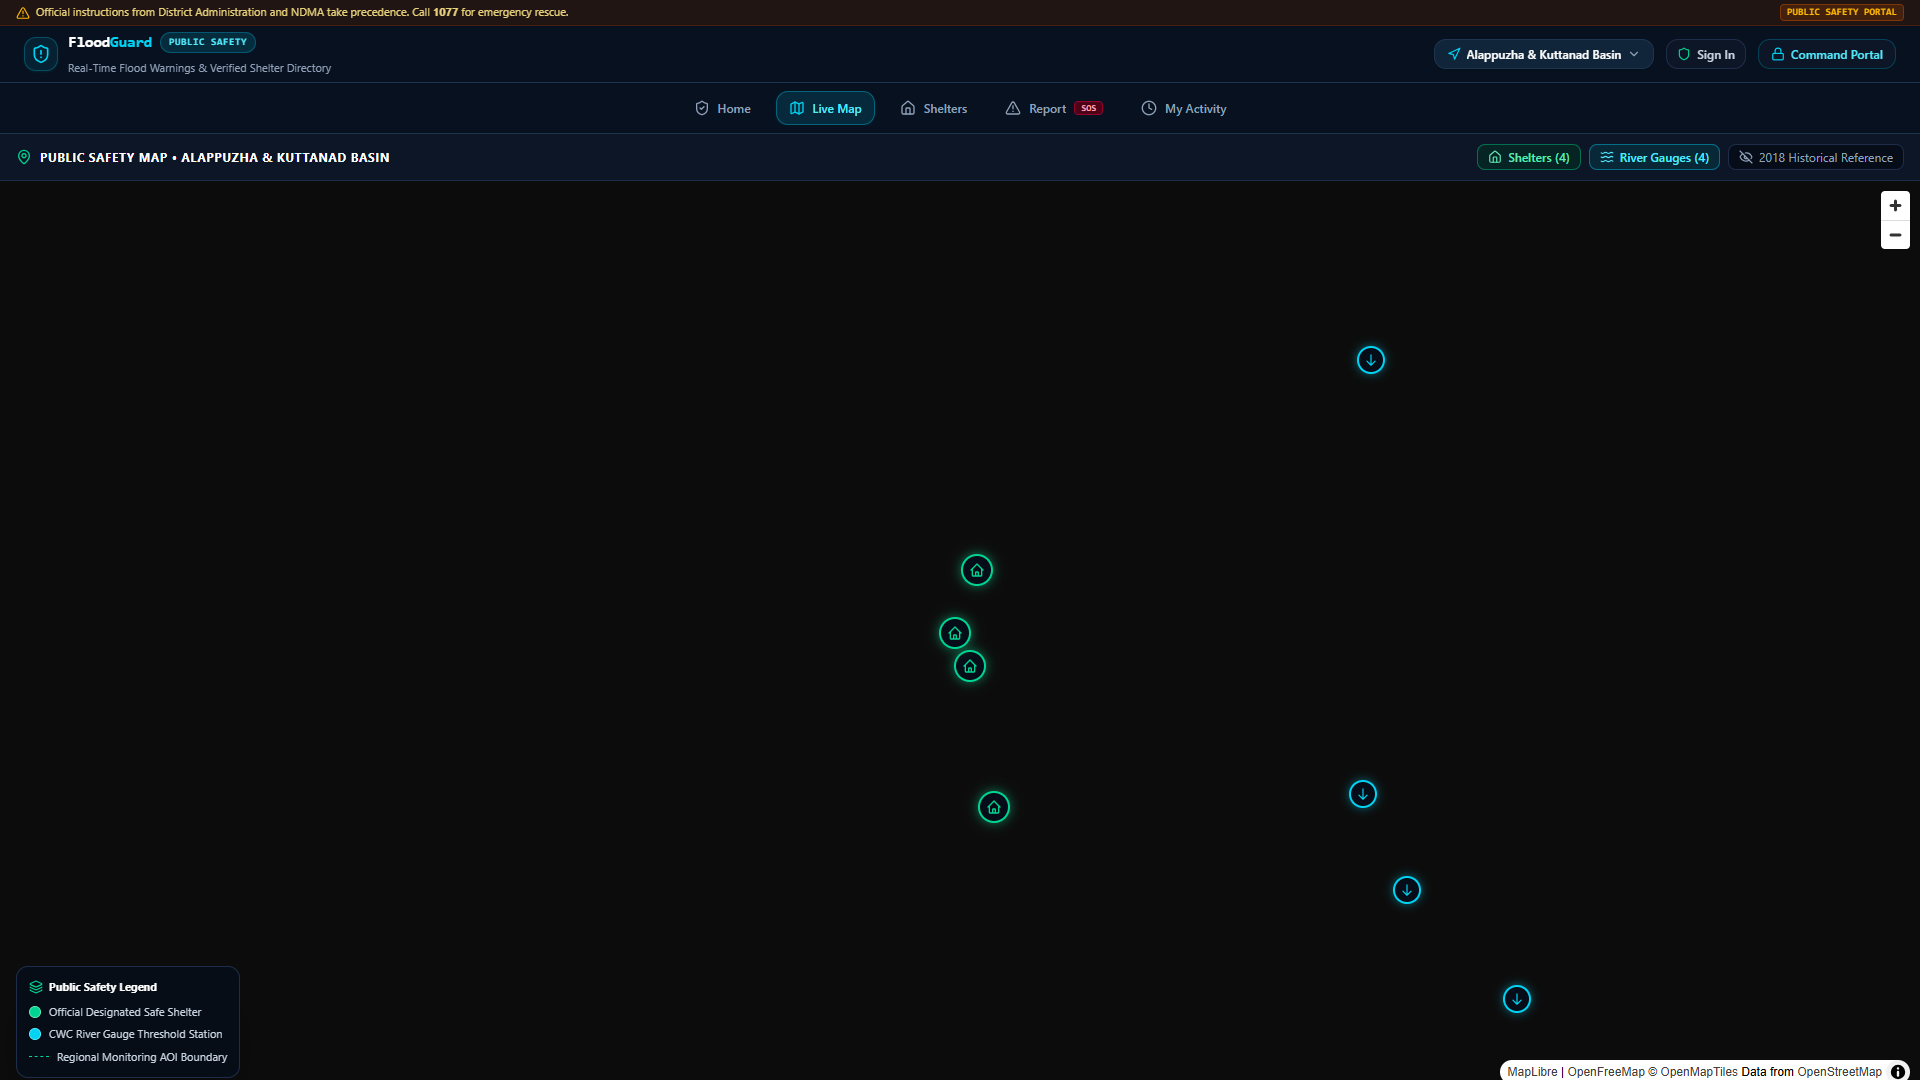 Official instructions from District Administration and NDMA take precedence. Call 1077 for emergency rescue.
PUBLIC SAFETY PORTAL
FloodGuard PUBLIC SAFETY
Real-Time Flood Warnings & Verified Shelter Directory
Alappuzha & Kuttanad Basin
Sign In
Command Portal
Home
Live Map
Shelters
Report SOS
My Activity
PUBLIC SAFETY MAP • ALAPPUZHA & KUTTANAD BASIN
Shelters (4)
River Gauges (4)
2018 Historical Reference
Public Safety Legend
Official Designated Safe Shelter
CWC River Gauge Threshold Station
Regional Monitoring AOI Boundary
MapLibre | OpenFreeMap © OpenMapTiles Data from OpenStreetMap